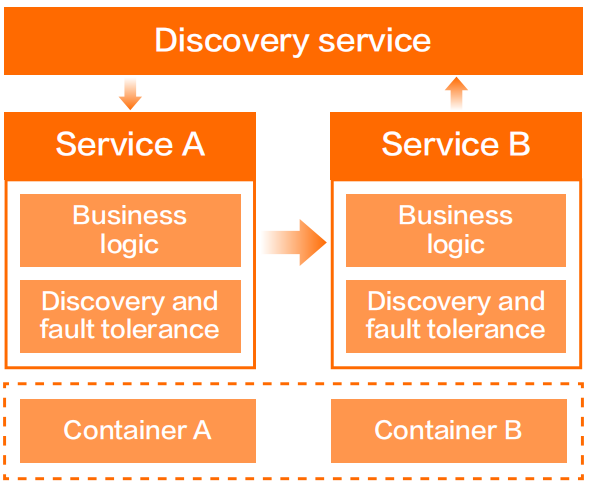 Discovery service
Service A
Business
logic
Discovery and
fault tolerance
Service B
Business
logic
Discovery and
fault tolerance
Container A
Container B